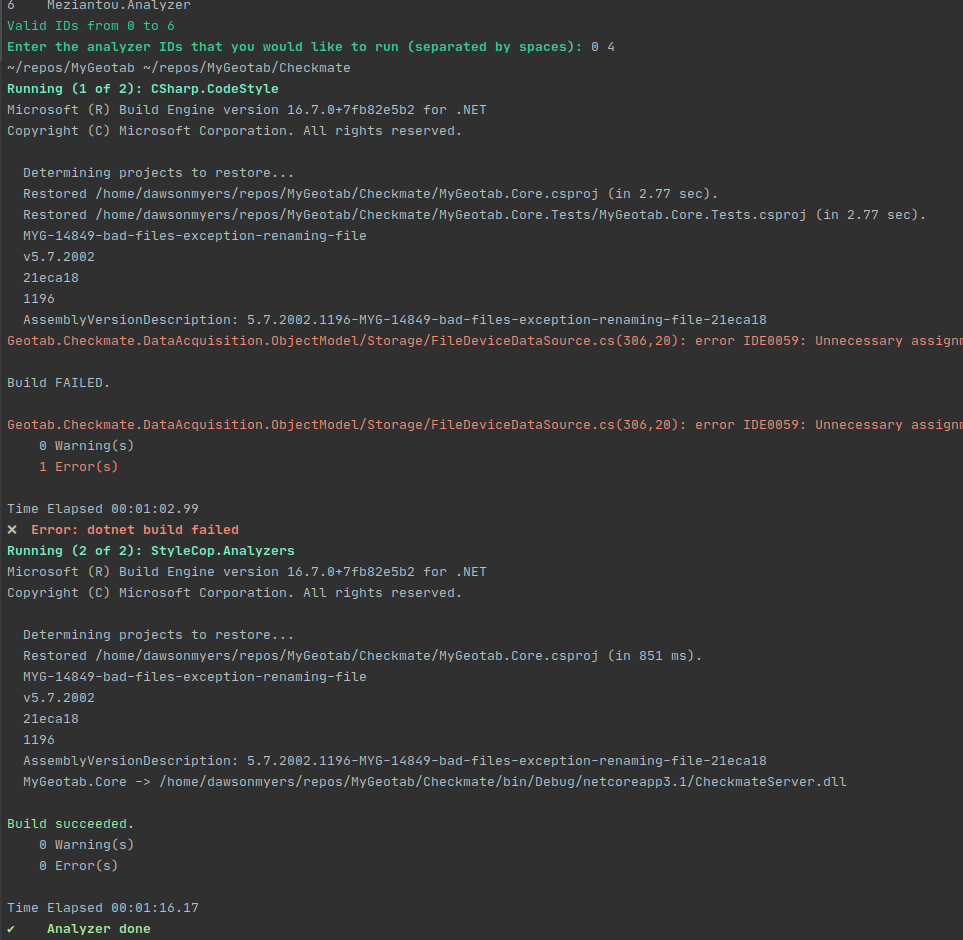 6    Meziantou.Analyzer
Valid IDs from 0 to 6
Enter the analyzer IDs that you would like to run (separated by spaces): 0 4
~/repos/MyGeotab ~/repos/MyGeotab/Checkmate
Running (1 of 2): CSharp.CodeStyle
Microsoft (R) Build Engine version 16.7.0+7fb82e5b2 for .NET
Copyright (C) Microsoft Corporation. All rights reserved.
Determining projects to restore...
Restored /home/dawsonmyers/repos/MyGeotab/Checkmate/MyGeotab.Core.csproj (in 2.77 sec).
Restored /home/dawsonmyers/repos/MyGeotab/Checkmate/MyGeotab.Core.Tests/MyGeotab.Core.Tests.csproj (in 2.77 sec).
MYG-14849-bad-files-exception-renaming-file
v5.7.2002
21eca18
1196
AssemblyVersionDescription: 5.7.2002.1196-MYG-14849-bad-files-exception-renaming-file-21eca18
Geotab.Checkmate.DataAcquisition.ObjectModel/Storage/FileDeviceDataSource.cs(306,20): error IDE0059: Unnecessary assignm
Build FAILED.
Geotab.Checkmate.DataAcquisition.ObjectModel/Storage/FileDeviceDataSource.cs(306,20): error IDE0059: Unnecessary assignm
0 Warning(s)
1 Error(s)
Time Elapsed 00:01:02.99
❌ Error: dotnet build failed
Running (2 of 2): StyleCop.Analyzers
Microsoft (R) Build Engine version 16.7.0+7fb82e5b2 for .NET
Copyright (C) Microsoft Corporation. All rights reserved.
Determining projects to restore...
Restored /home/dawsonmyers/repos/MyGeotab/Checkmate/MyGeotab.Core.csproj (in 851 ms).
MYG-14849-bad-files-exception-renaming-file
v5.7.2002
21eca18
1196
AssemblyVersionDescription: 5.7.2002.1196-MYG-14849-bad-files-exception-renaming-file-21eca18
MyGeotab.Core -> /home/dawsonmyers/repos/MyGeotab/Checkmate/bin/Debug/netcoreapp3.1/CheckmateServer.dll
Build succeeded.
0 Warning(s)
0 Error(s)
Time Elapsed 00:01:16.17
✔ Analyzer done